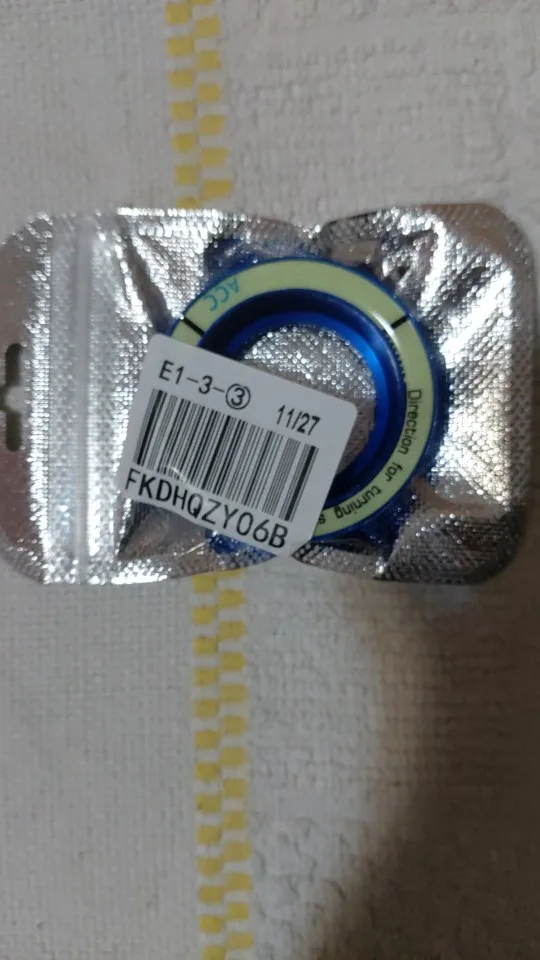 ACC
E1-3-③
11/27
FKDHQZY06B
Direction for turning s